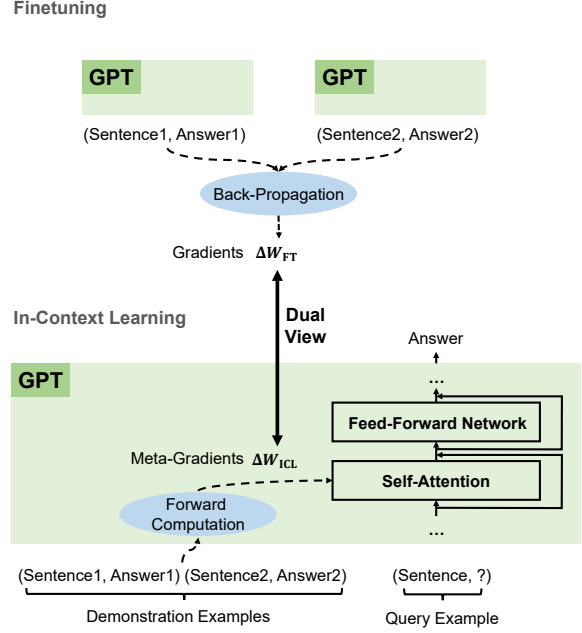 Finetuning
GPT
GPT
(Sentence1, Answer1)
(Sentence2, Answer2)
Back-Propagation
Gradients ΔW_FT
In-Context Learning
Dual
View
Answer
GPT
...
Feed-Forward Network
Meta-Gradients ΔW_ICL
Self-Attention
Forward
Computation
...
(Sentence1, Answer1) (Sentence2, Answer2)
(Sentence, ?)
Demonstration Examples
Query Example